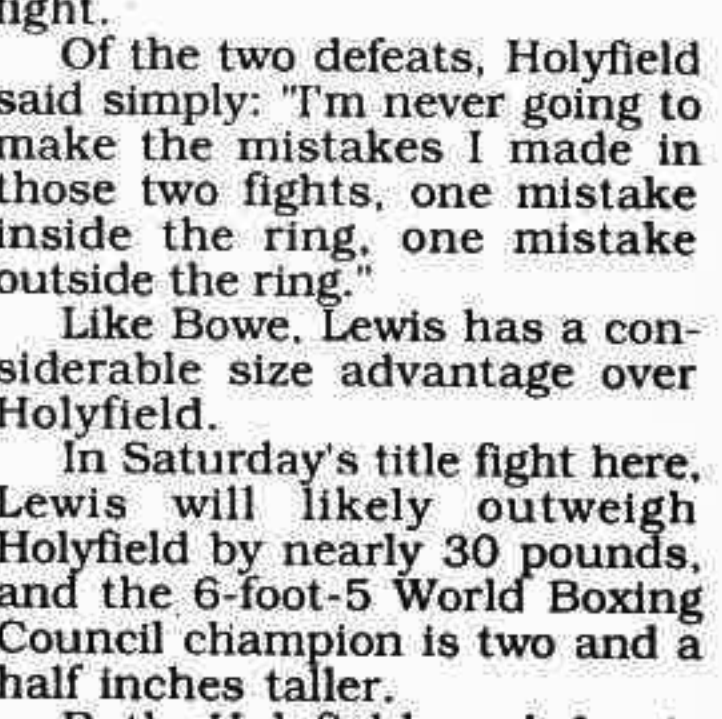 fight.
Of the two defeats, Holyfield
said simply: "I'm never going to
make the mistakes I made in
those two fights, one mistake
inside the ring, one mistake
outside the ring."
Like Bowe, Lewis has a con-
siderable size advantage over
Holyfield.
In Saturday's title fight here,
Lewis will likely outweigh
Holyfield by nearly 30 pounds,
and the 6-foot-5 World Boxing
Council champion is two and a
half inches taller.